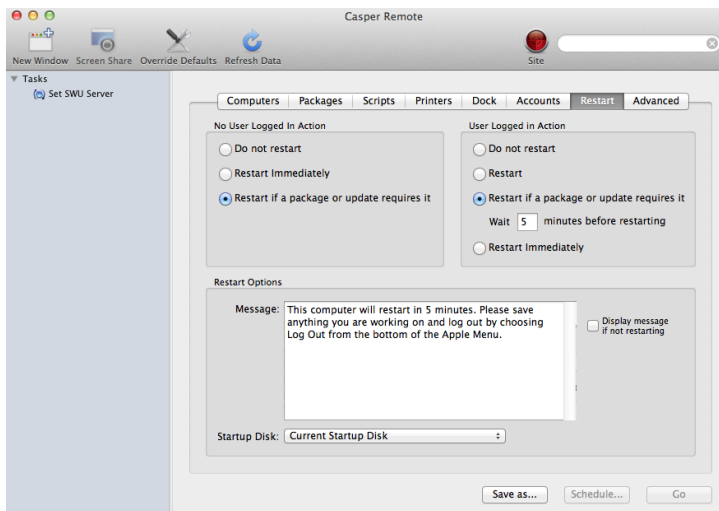 Casper Remote
New Window Screen Share Override Defaults Refresh Data Site
Tasks
Set SWU Server
Computers Packages Scripts Printers Dock Accounts Restart Advanced
No User Logged In Action
Do not restart
Restart Immediately
Restart if a package or update requires it
User Logged in Action
Do not restart
Restart
Restart if a package or update requires it
Wait 5 minutes before restarting
Restart Immediately
Restart Options
Message: This computer will restart in 5 minutes. Please save
anything you are working on and log out by choosing
Log Out from the bottom of the Apple Menu.
Display message
if not restarting
Startup Disk: Current Startup Disk
Save as... Schedule... Go